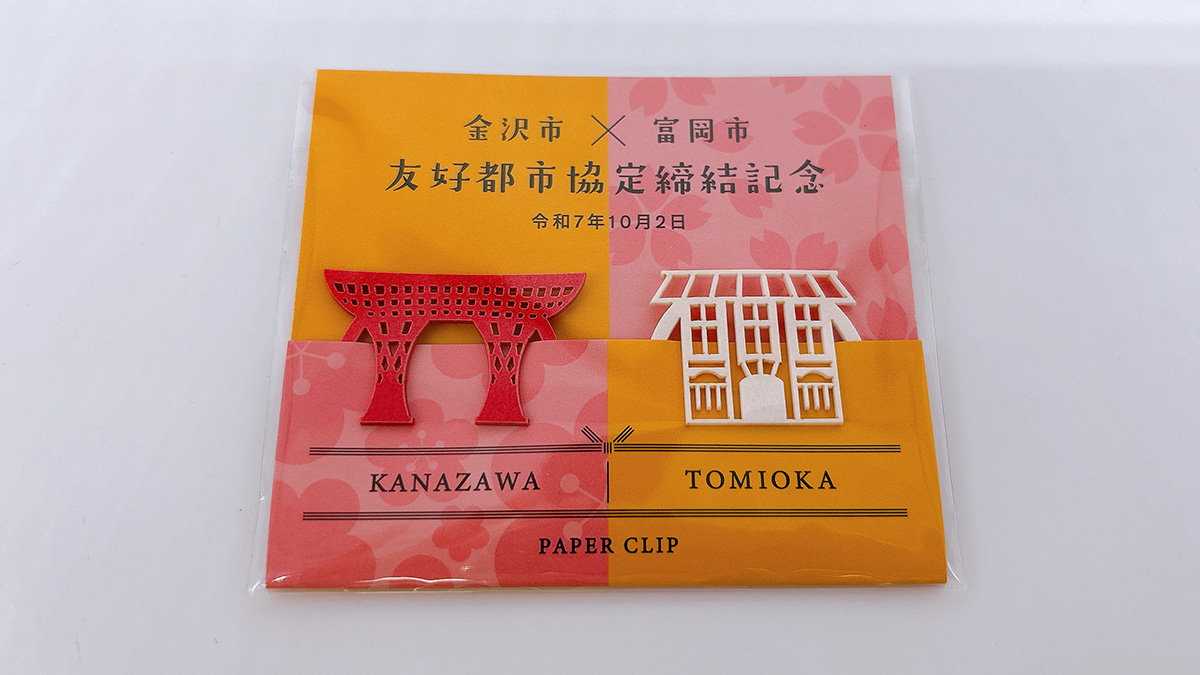 金沢市 × 富岡市
友好都市協定締結記念
令和7年10月2日
KANAZAWA | TOMIOKA
PAPER CLIP